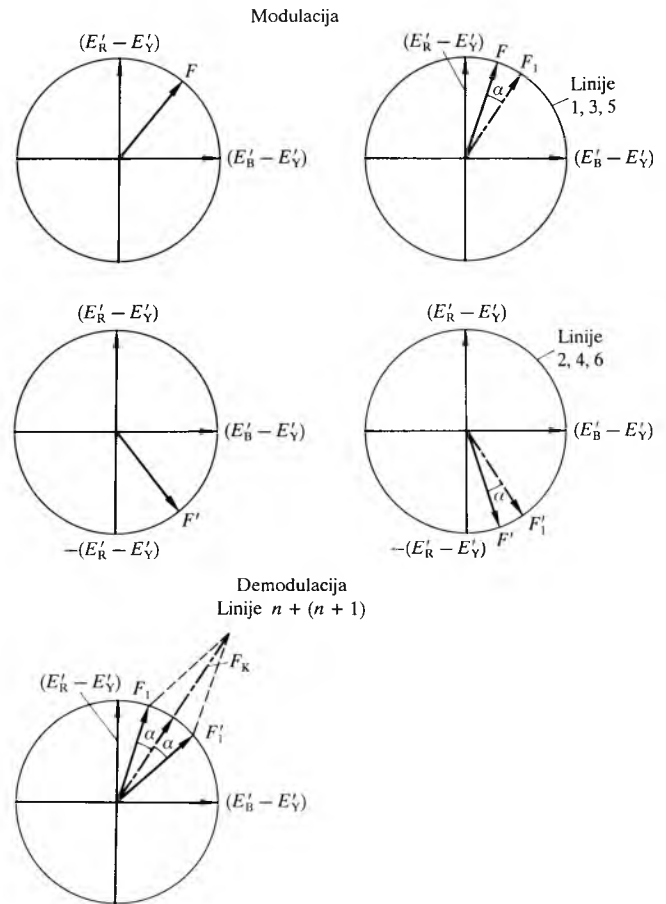 Modulacija
(E′R − E′Y)
F
(E′B − E′Y)
(E′R − E′Y)
F
F1
α
Linije
1, 3, 5
(E′B − E′Y)
(E′R − E′Y)
(E′B − E′Y)
F′
−(E′R − E′Y)
(E′R − E′Y)
Linije
2, 4, 6
(E′B − E′Y)
α
F′
F′1
−(E′R − E′Y)
Demodulacija
Linije n + (n + 1)
FK
(E′R − E′Y)
F1
α
α
F′1
(E′B − E′Y)